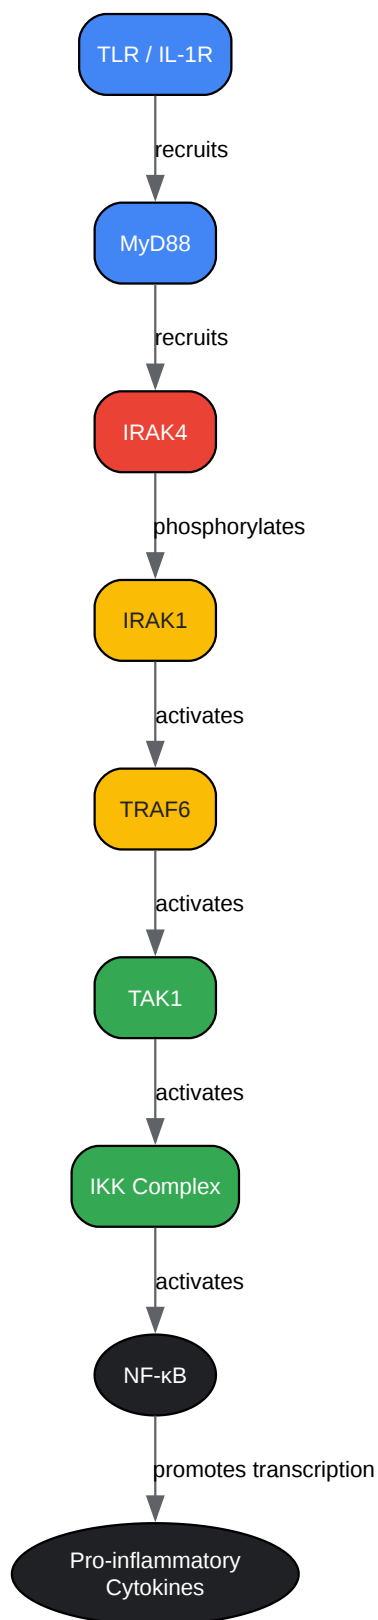 TLR / IL-1R
recruits
MyD88
recruits
IRAK4
phosphorylates
IRAK1
activates
TRAF6
activates
TAK1
activates
IKK Complex
activates
NF-κB
promotes transcription
Pro-inflammatory
Cytokines